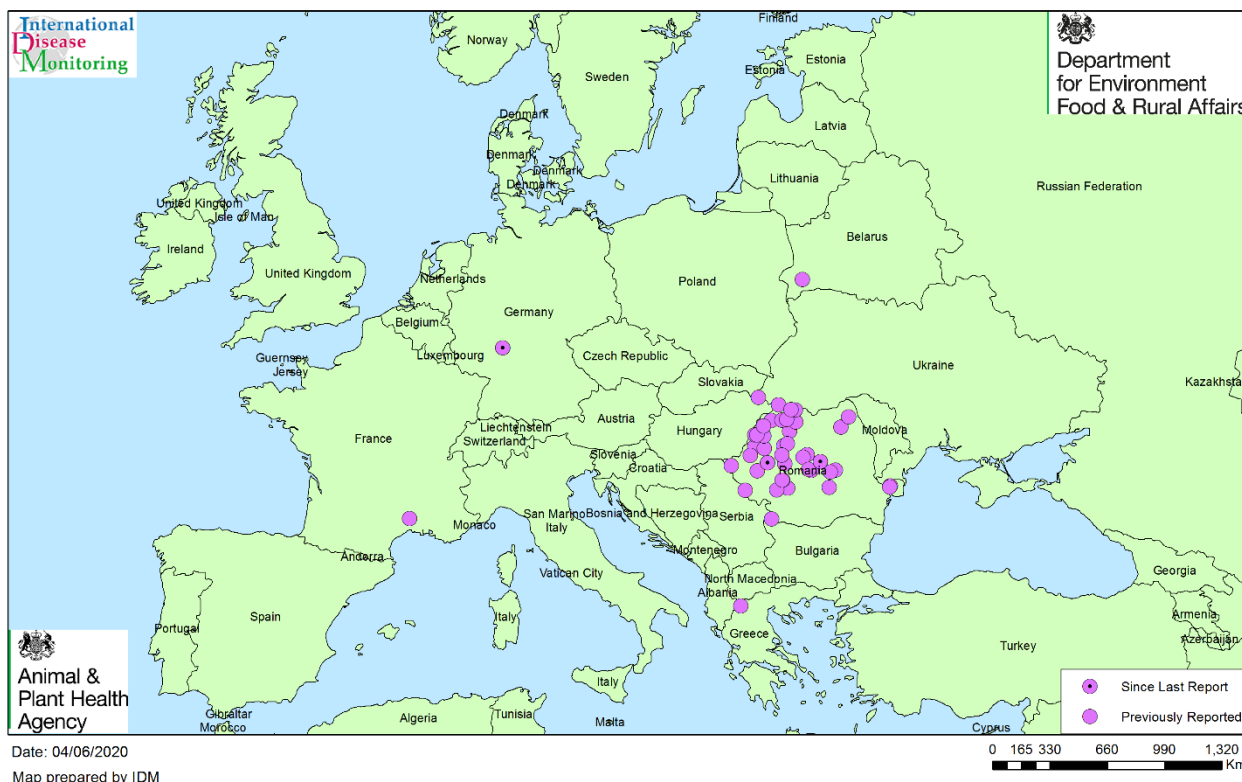 International
Disease
Monitoring
Department
for Environment
Food & Rural Affairs
Finland
Norway
Sweden
Estonia
Estonia
Latvia
Lithuania
Denmark
Denmark
Denmark
Denmark
Russian Federation
United Kingdom
Isle of Man
Ireland
United Kingdom
Belarus
Netherlands
Poland
Germany
Belgium
Luxembourg
Guernsey
Jersey
Czech Republic
Ukraine
Kazakhsta
Slovakia
Austria
Liechtenstein
Switzerland
France
Hungary
Moldova
Slovenia
Croatia
Romania
Monaco
San Marino
Italy
Bosnia and Herzegovina
Serbia
Andorra
Montenegro
Bulgaria
Vatican City
North Macedonia
Albania
Georgia
Armenia
Azerbaijan
Portugal
Spain
Italy
Greece
Turkey
Italy
Gibraltar
Morocco
Algeria
Tunisia
Malta
Cyprus
Animal &
Plant Health
Agency
Since Last Report
Previously Reported
Date: 04/06/2020
Map prepared by IDM
0 165 330 660 990 1,320
Km